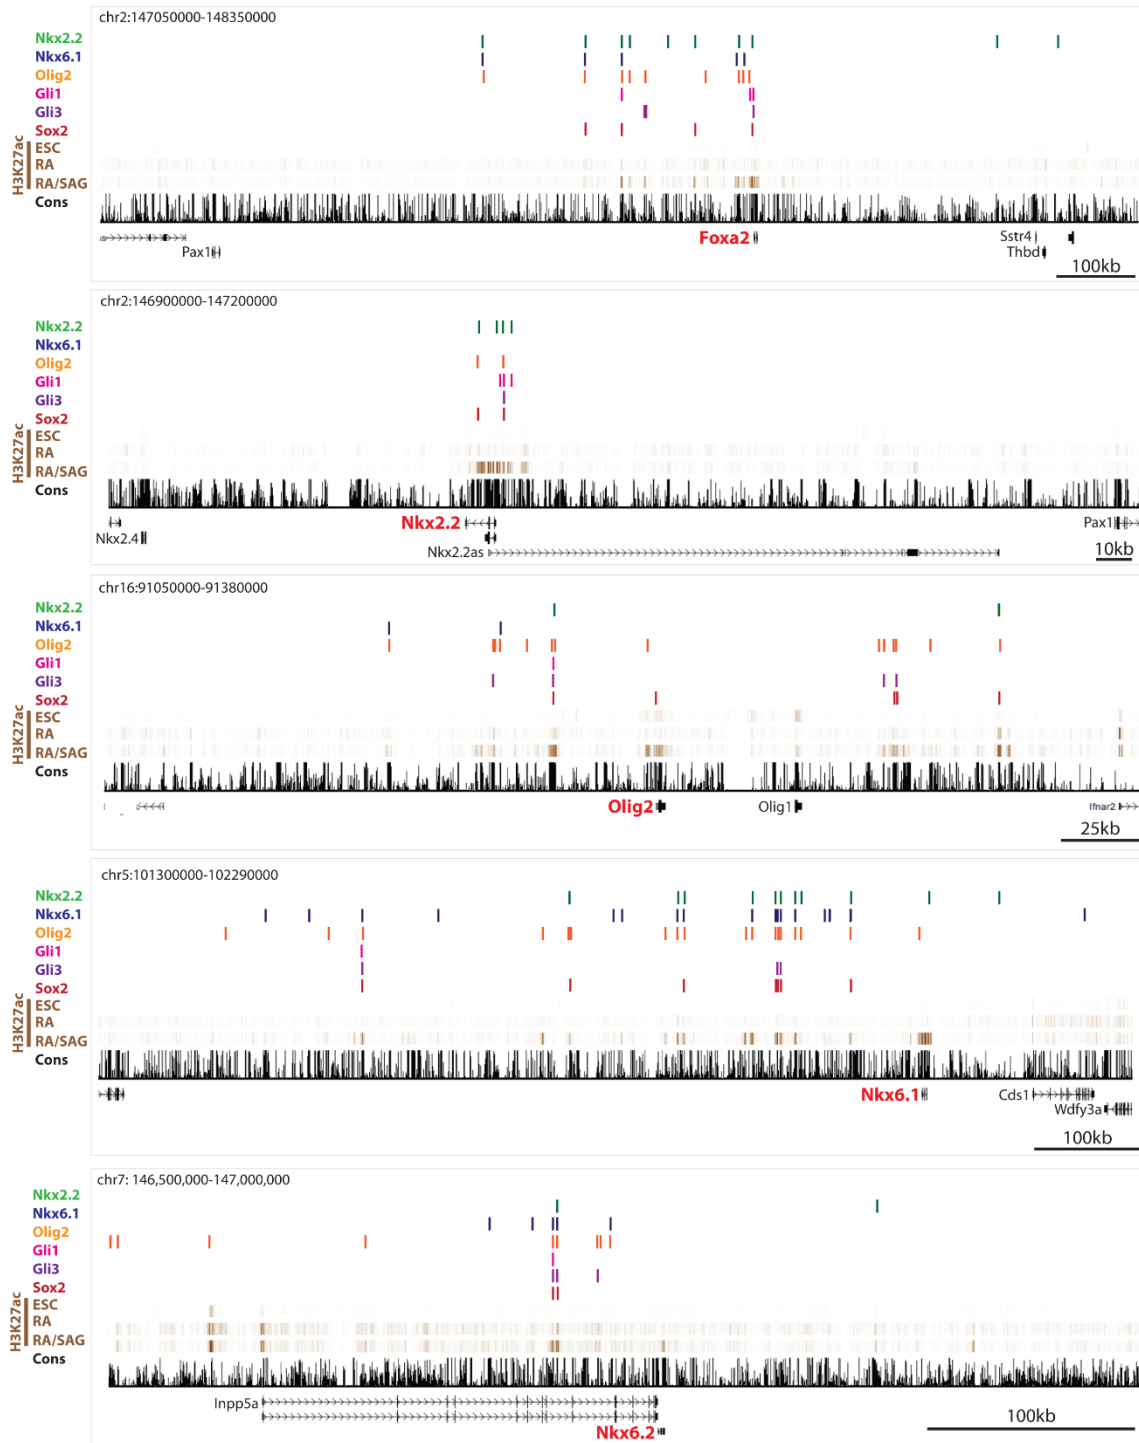 chr2:147050000-148350000
Nkx2.2
Nkx6.1
Olig2
Gli1
Gli3
Sox2
H3K27ac
ESC
RA
RA/SAG
Cons
Foxa2
Sstr4
Pax1
Thbd
100kb
chr2:146900000-147200000
Nkx2.2
Nkx6.1
Olig2
Gli1
Gli3
Sox2
H3K27ac
ESC
RA
RA/SAG
Cons
Nkx2.2
Pax1
Nkx2.4
Nkx2.2as
10kb
chr16:91050000-91380000
Nkx2.2
Nkx6.1
Olig2
Gli1
Gli3
Sox2
H3K27ac
ESC
RA
RA/SAG
Cons
Olig2
Olig1
Ifnar2
25kb
chr5:101300000-102290000
Nkx2.2
Nkx6.1
Olig2
Gli1
Gli3
Sox2
H3K27ac
ESC
RA
RA/SAG
Cons
Nkx6.1
Cds1
Wdfy3a
100kb
chr7: 146,500,000-147,000,000
Nkx2.2
Nkx6.1
Olig2
Gli1
Gli3
Sox2
H3K27ac
ESC
RA
RA/SAG
Cons
Inpp5a
Nkx6.2
100kb